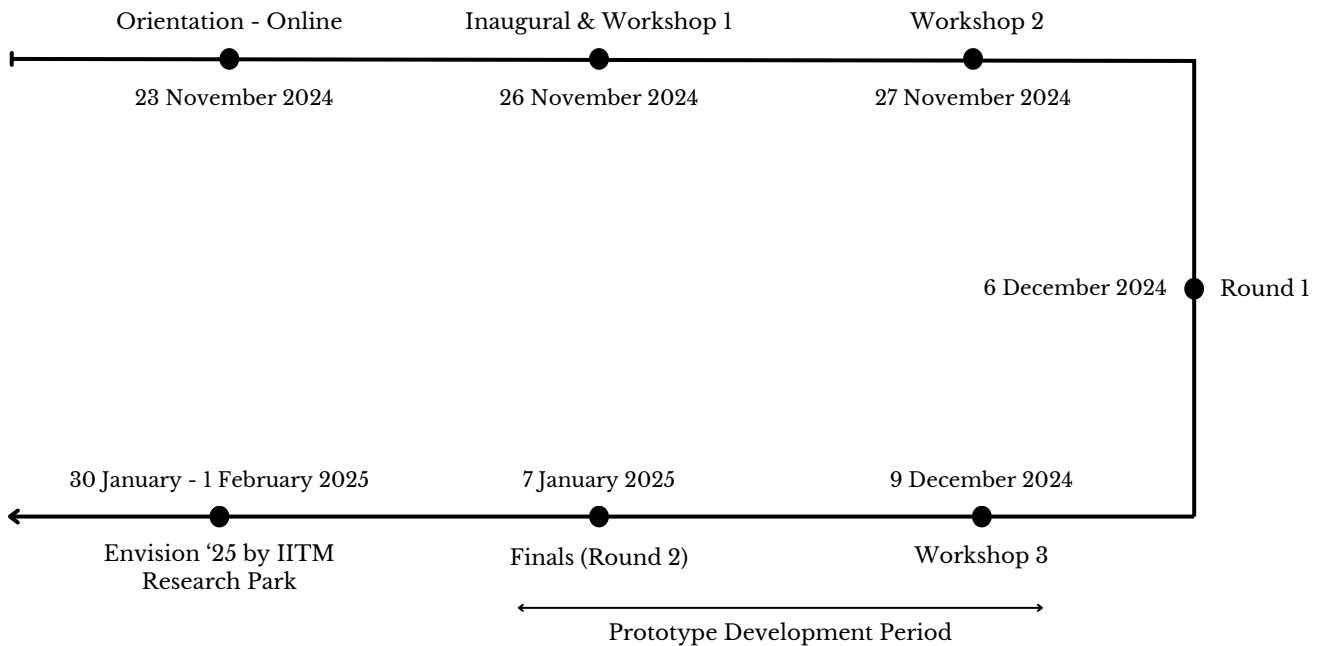 Orientation - Online
Inaugural & Workshop 1
Workshop 2
23 November 2024
26 November 2024
27 November 2024
6 December 2024
Round 1
30 January - 1 February 2025
7 January 2025
9 December 2024
Envision ‘25 by IITM
Research Park
Finals (Round 2)
Workshop 3
Prototype Development Period